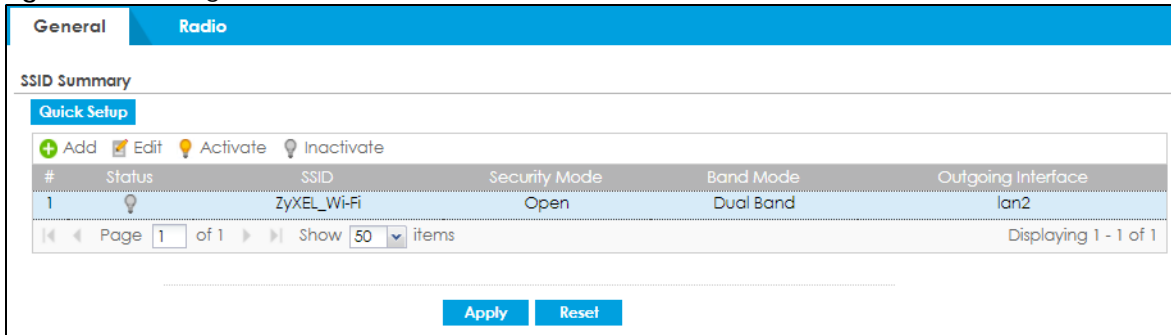 General Radio
SSID Summary
Quick Setup
Add Edit Activate Inactivate
# Status SSID Security Mode Band Mode Outgoing Interface
1 ZyXEL_Wi-Fi Open Dual Band lan2
Page 1 of 1 Show 50 items Displaying 1 - 1 of 1
Apply Reset